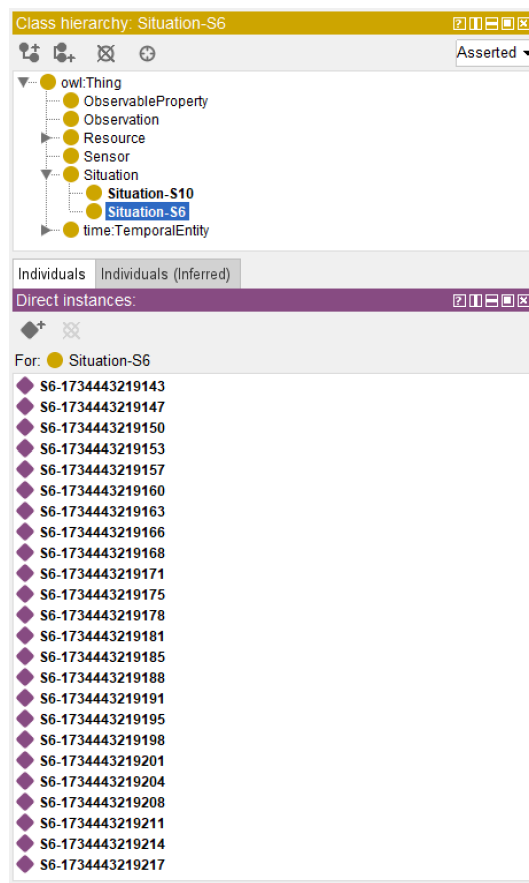 Class hierarchy: Situation-S6
Asserted
owl:Thing
ObservableProperty
Observation
Resource
Sensor
Situation
Situation-S10
Situation-S6
time:TemporalEntity
Individuals Individuals (Inferred)
Direct instances:
For: Situation-S6
S6-1734443219143
S6-1734443219147
S6-1734443219150
S6-1734443219153
S6-1734443219157
S6-1734443219160
S6-1734443219163
S6-1734443219166
S6-1734443219168
S6-1734443219171
S6-1734443219175
S6-1734443219178
S6-1734443219181
S6-1734443219185
S6-1734443219188
S6-1734443219191
S6-1734443219195
S6-1734443219198
S6-1734443219201
S6-1734443219204
S6-1734443219208
S6-1734443219211
S6-1734443219214
S6-1734443219217